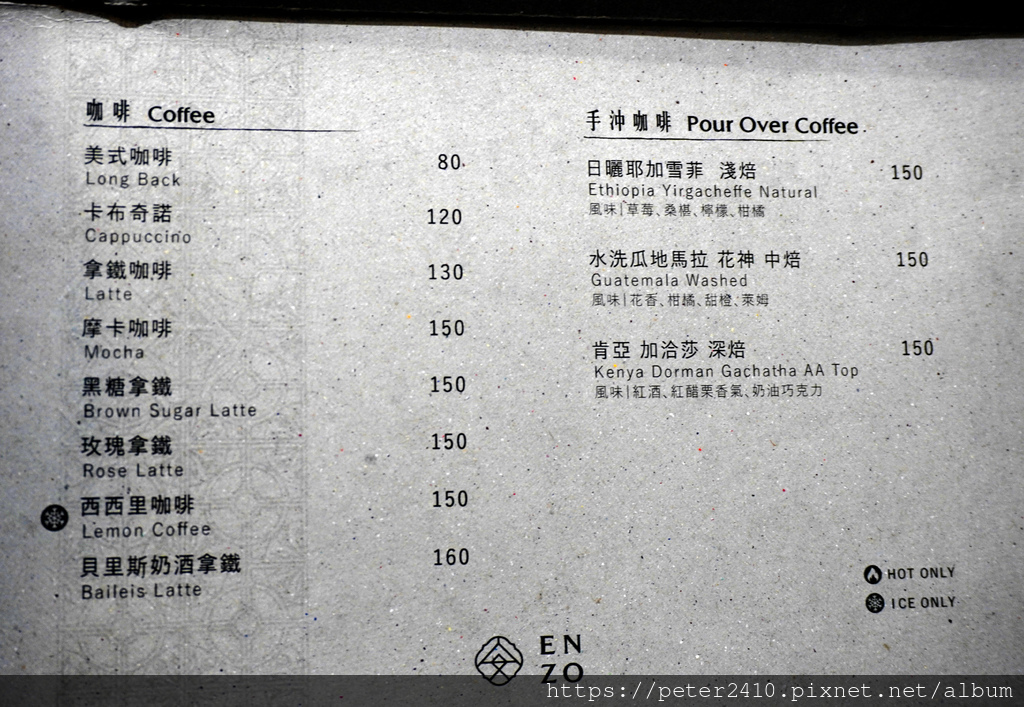 咖啡 Coffee
美式咖啡 80
Long Back
卡布奇諾 120
Cappuccino
拿鐵咖啡 130
Latte
摩卡咖啡 150
Mocha
黑糖拿鐵 150
Brown Sugar Latte
玫瑰拿鐵 150
Rose Latte
西西里咖啡 150
Lemon Coffee
貝里斯奶酒拿鐵 160
Baileis Latte
手沖咖啡 Pour Over Coffee
日曬耶加雪菲 淺焙 150
Ethiopia Yirgacheffe Natural
風味|草莓、桑椹、檸檬、柑橘
水洗瓜地馬拉 花神 中焙 150
Guatemala Washed
風味|花香、柑橘、甜橙、萊姆
肯亞 加洽莎 深焙 150
Kenya Dorman Gachatha AA Top
風味|紅酒、紅醋栗香氣、奶油巧克力
HOT ONLY
ICE ONLY
EN
ZO
https://peter2410.pixnet.net/album